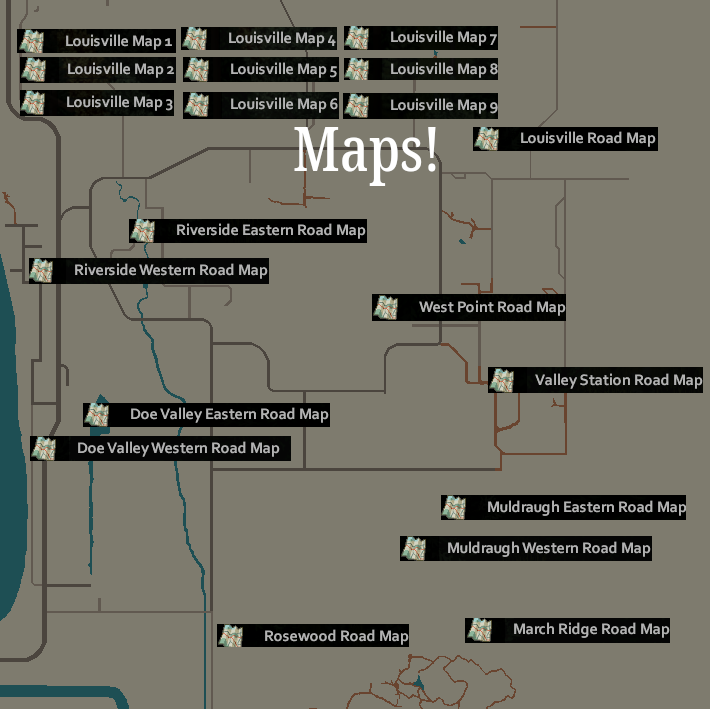 Louisville Map 1
Louisville Map 4
Louisville Map 7
Louisville Map 2
Louisville Map 5
Louisville Map 8
Louisville Map 3
Louisville Map 6
Louisville Map 9
Louisville Road Map
Maps!
Riverside Eastern Road Map
Riverside Western Road Map
West Point Road Map
Valley Station Road Map
Doe Valley Eastern Road Map
Doe Valley Western Road Map
Muldraugh Eastern Road Map
Muldraugh Western Road Map
March Ridge Road Map
Rosewood Road Map